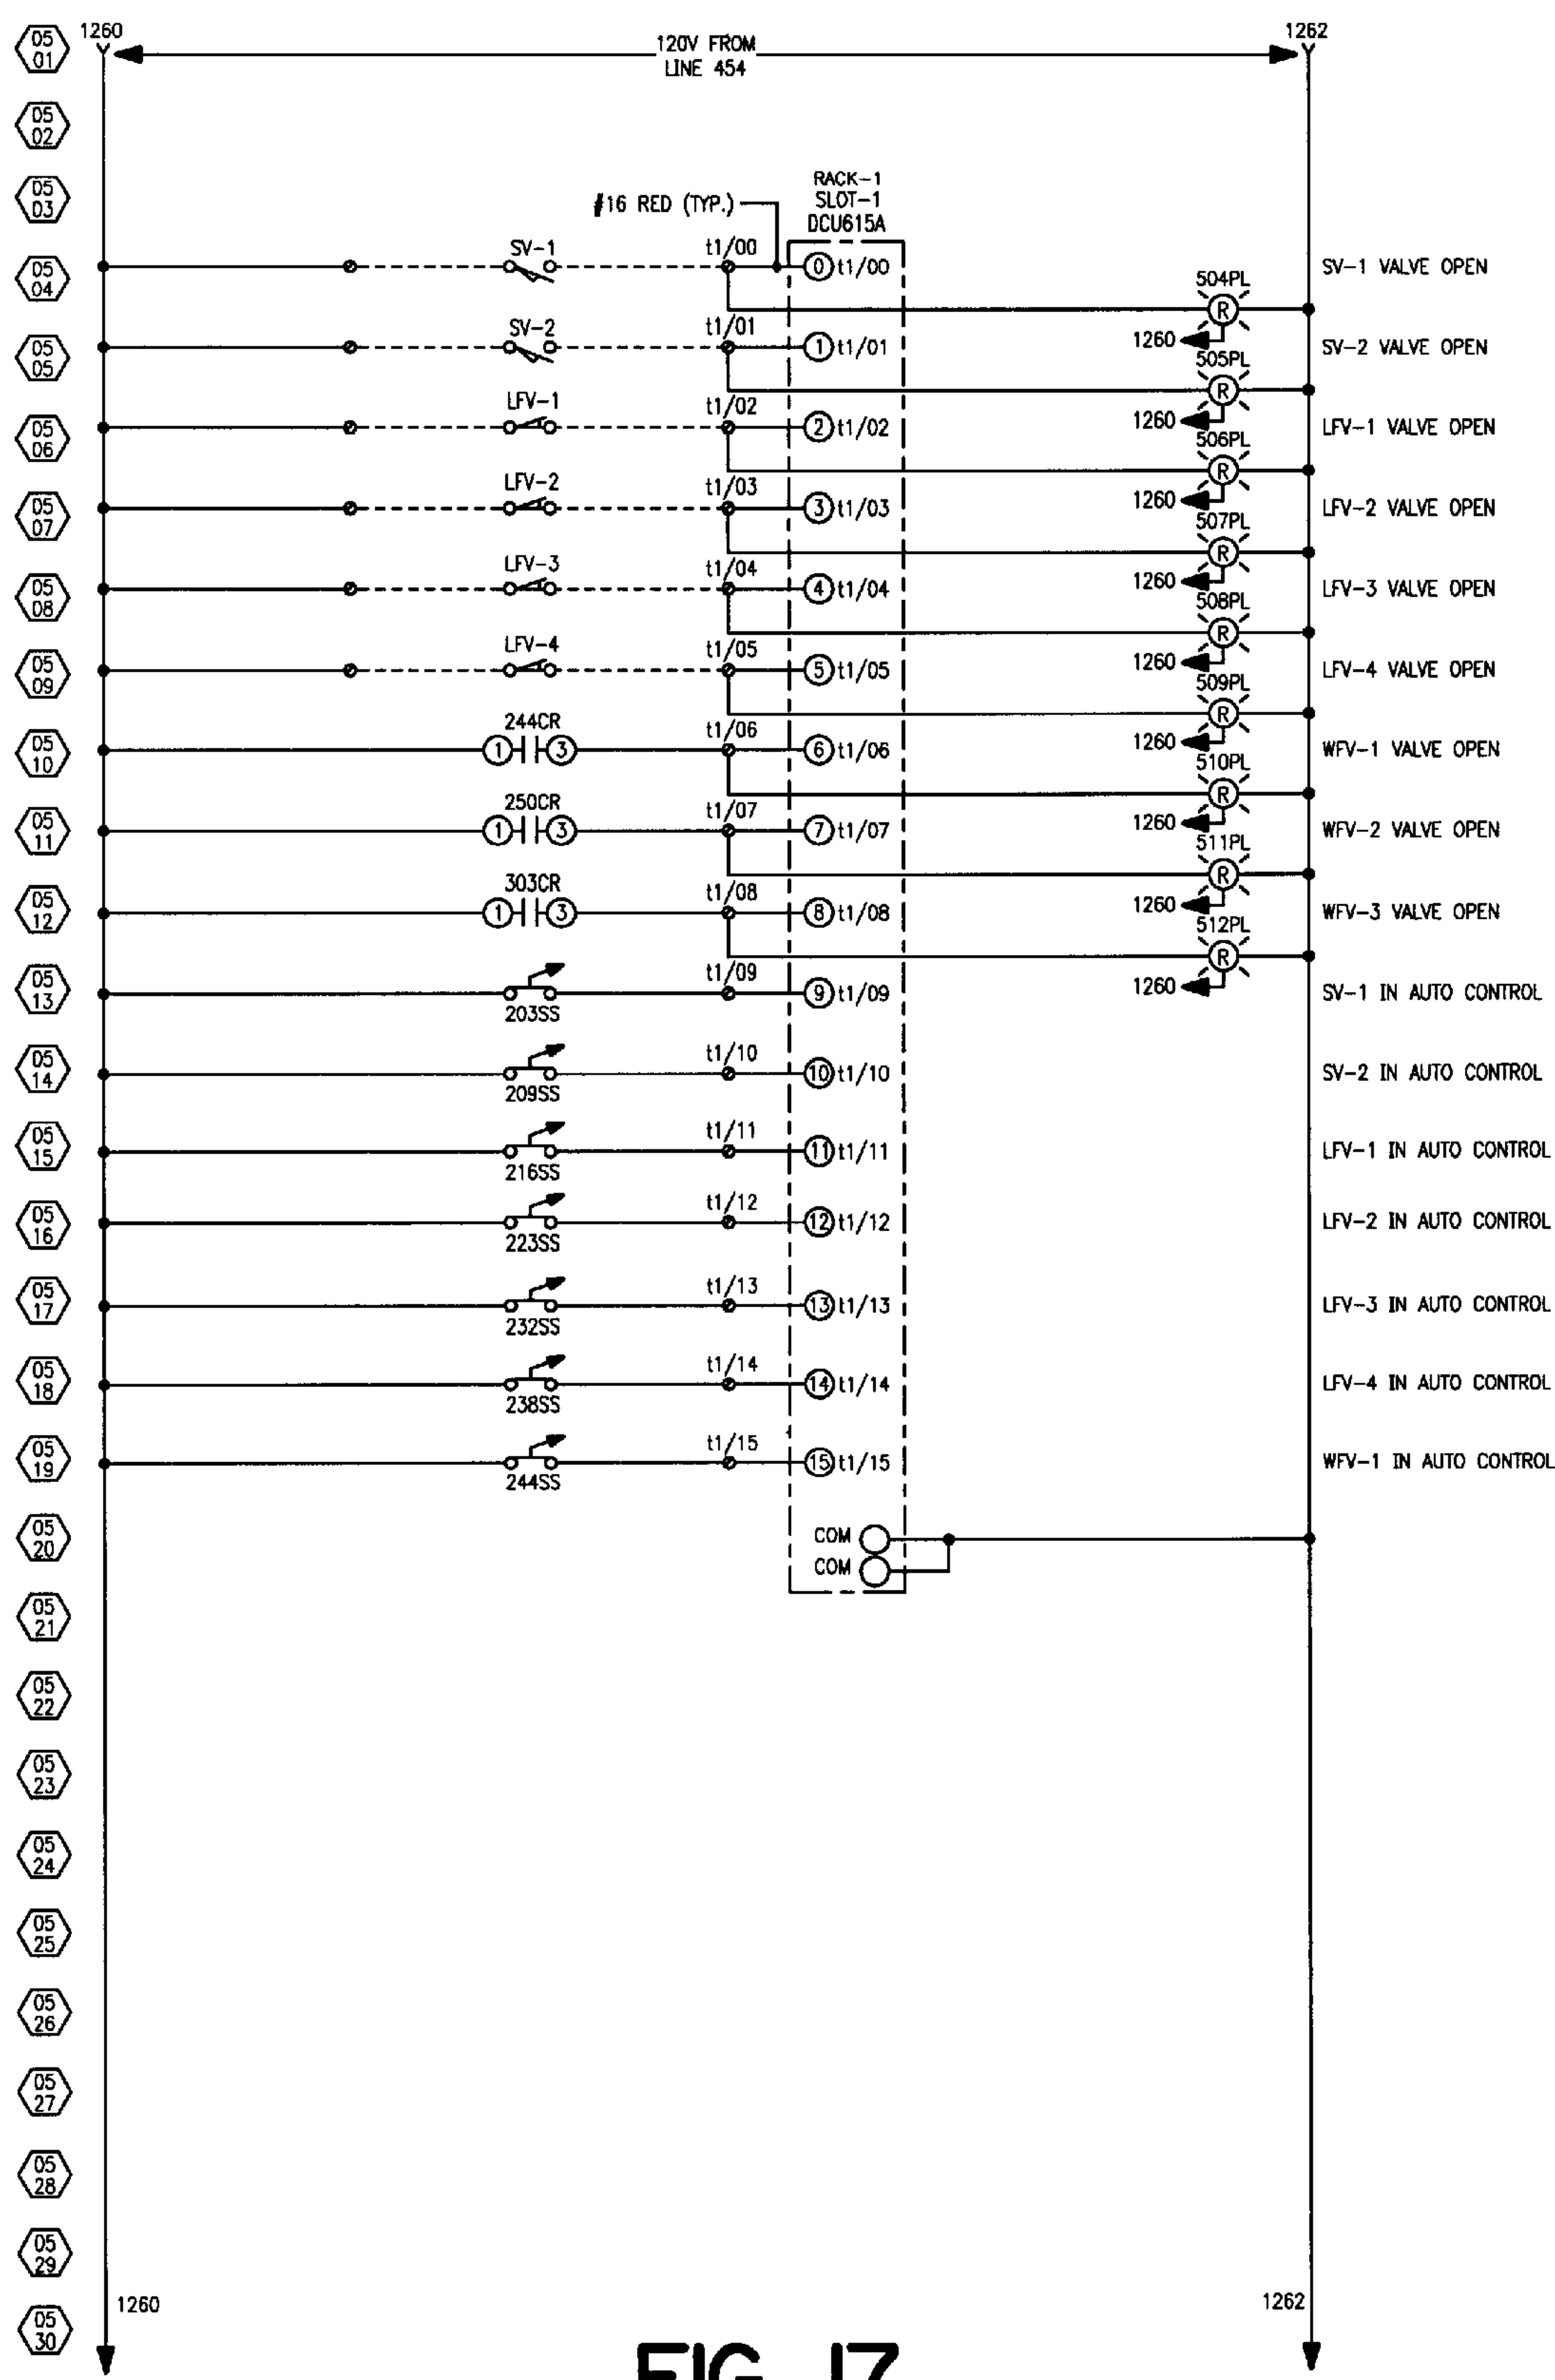 1260
1262
05
01
120V FROM
LINE 454
05
02
05
03
#16 RED (TYP.)
RACK-1
SLOT-1
DCU615A
05
04
SV-1
t1/00
0 t1/00
SV-1 VALVE OPEN
504PL
R
1260
05
05
SV-2
t1/01
1 t1/01
SV-2 VALVE OPEN
505PL
R
1260
05
06
LFV-1
t1/02
2 t1/02
LFV-1 VALVE OPEN
506PL
R
1260
05
07
LFV-2
t1/03
3 t1/03
LFV-2 VALVE OPEN
507PL
R
1260
05
08
LFV-3
t1/04
4 t1/04
LFV-3 VALVE OPEN
508PL
R
1260
05
09
LFV-4
t1/05
5 t1/05
LFV-4 VALVE OPEN
509PL
R
1260
05
10
244CR
1 3
t1/06
6 t1/06
WFV-1 VALVE OPEN
510PL
R
1260
05
11
250CR
1 3
t1/07
7 t1/07
WFV-2 VALVE OPEN
511PL
R
1260
05
12
303CR
1 3
t1/08
8 t1/08
WFV-3 VALVE OPEN
512PL
R
1260
05
13
203SS
t1/09
9 t1/09
SV-1 IN AUTO CONTROL
05
14
209SS
t1/10
10 t1/10
SV-2 IN AUTO CONTROL
05
15
216SS
t1/11
11 t1/11
LFV-1 IN AUTO CONTROL
05
16
223SS
t1/12
12 t1/12
LFV-2 IN AUTO CONTROL
05
17
232SS
t1/13
13 t1/13
LFV-3 IN AUTO CONTROL
05
18
238SS
t1/14
14 t1/14
LFV-4 IN AUTO CONTROL
05
19
244SS
t1/15
15 t1/15
WFV-1 IN AUTO CONTROL
05
20
COM
COM
05
21
05
22
05
23
05
24
05
25
05
26
05
27
05
28
05
29
05
30
1260
1262
FIG. 17